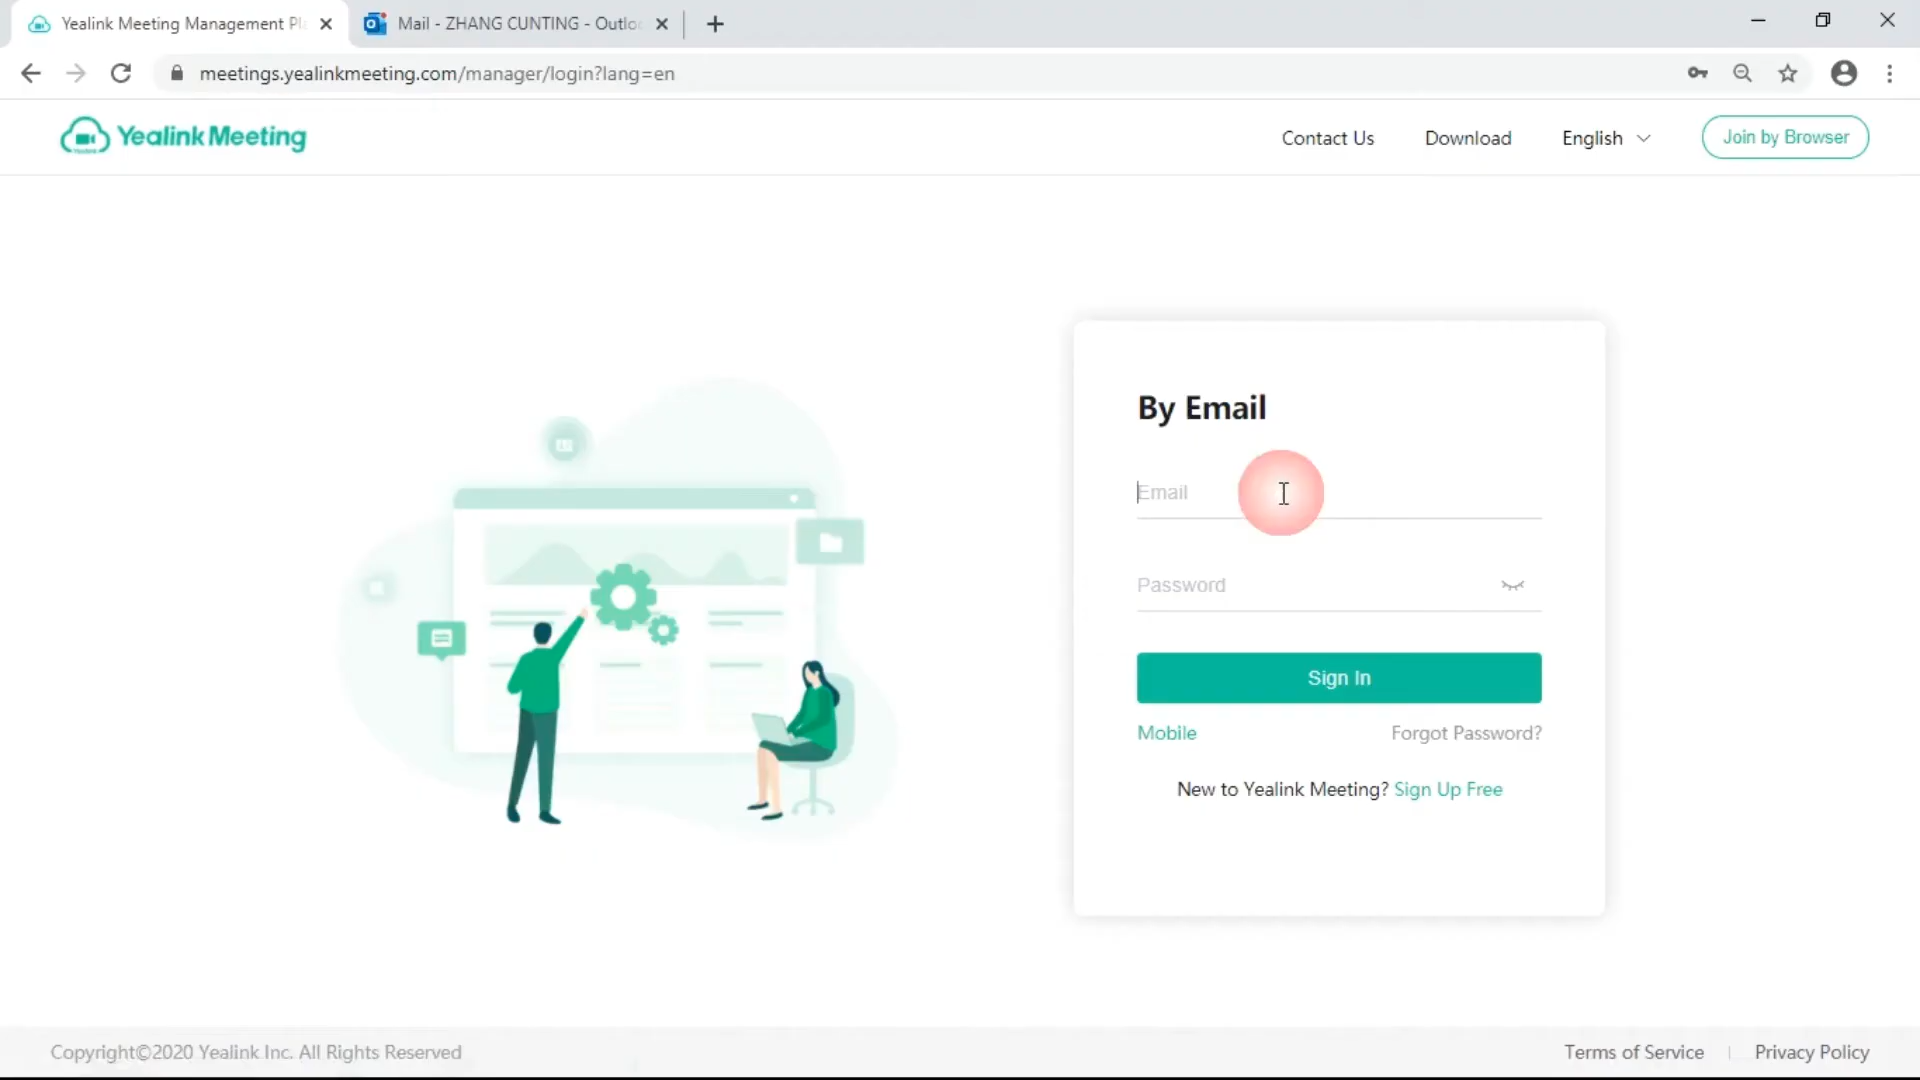 Yealink Meeting Management Pl
Mail - ZHANG CUNTING - Outlo
meetings.yealinkmeeting.com/manager/login?lang=en
Yealink Meeting
Contact Us
Download
English
Join by Browser
By Email
Email
Password
Sign In
Mobile
Forgot Password?
New to Yealink Meeting? Sign Up Free
Copyright©2020 Yealink Inc. All Rights Reserved
Terms of Service
Privacy Policy